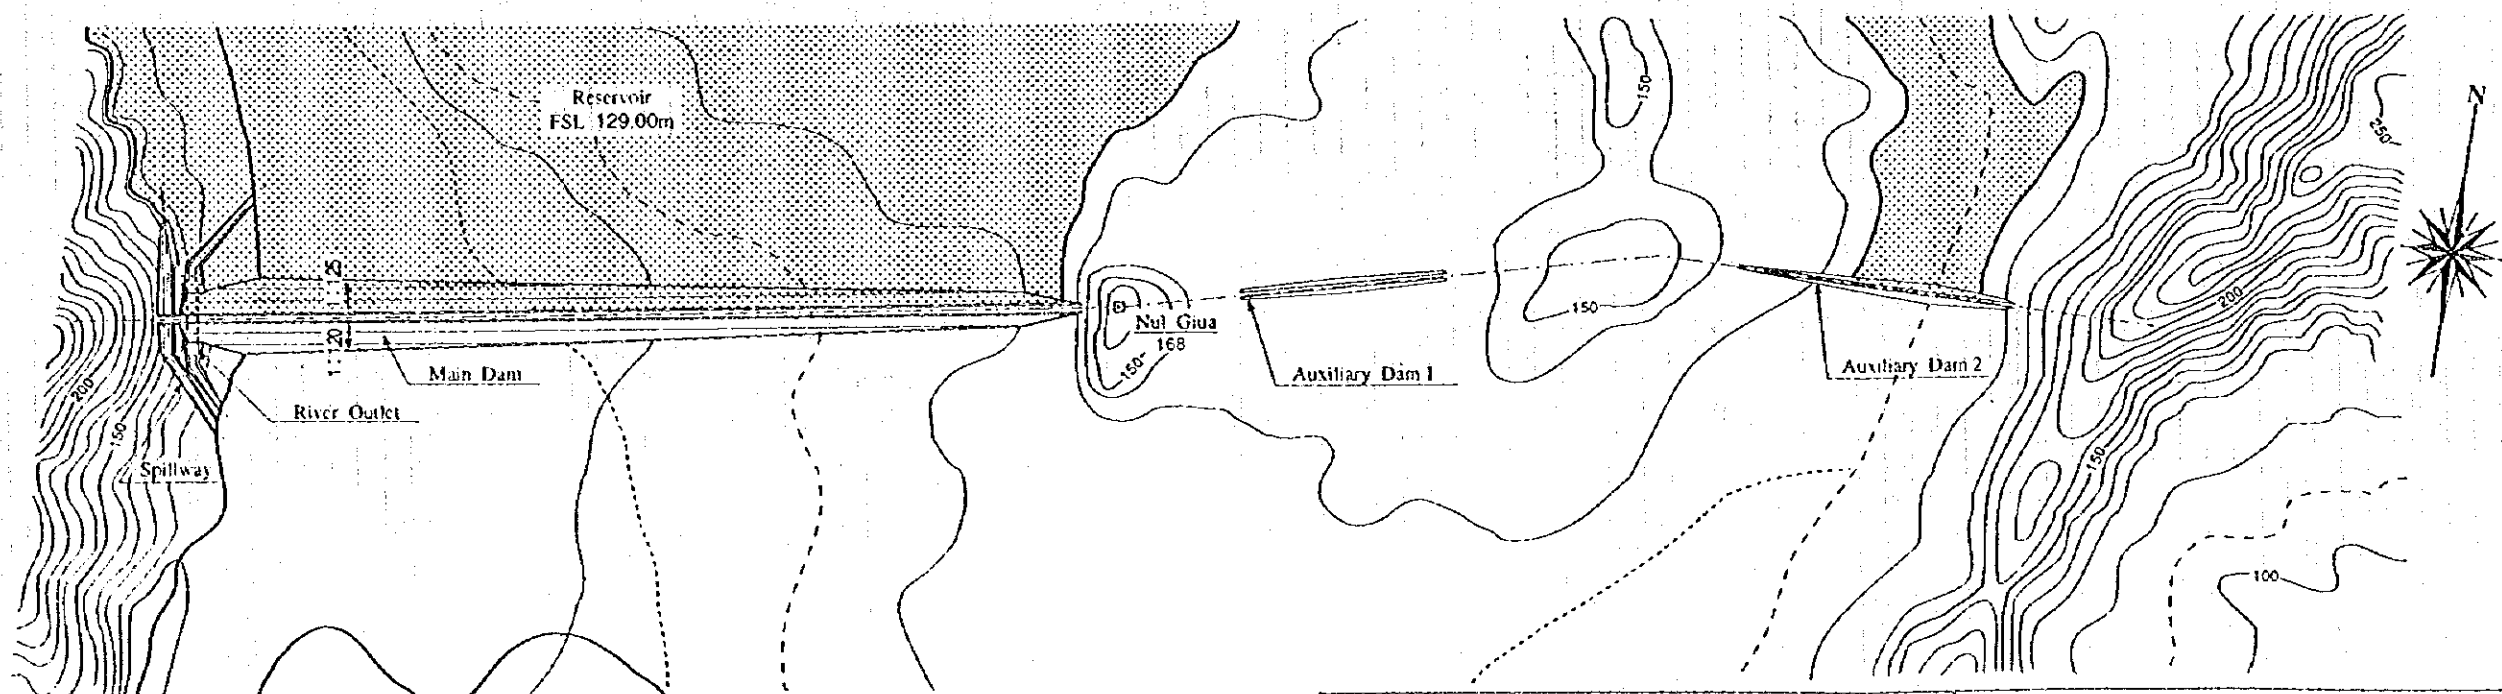 Reservoir
FSL 129.00m
N
150
250
1:1.25
Nui Giua
168
150
150
200
1:1.20
Main Dam
Auxiliary Dam 1
Auxiliary Dam 2
200
River Outlet
150
150
Spillway
100